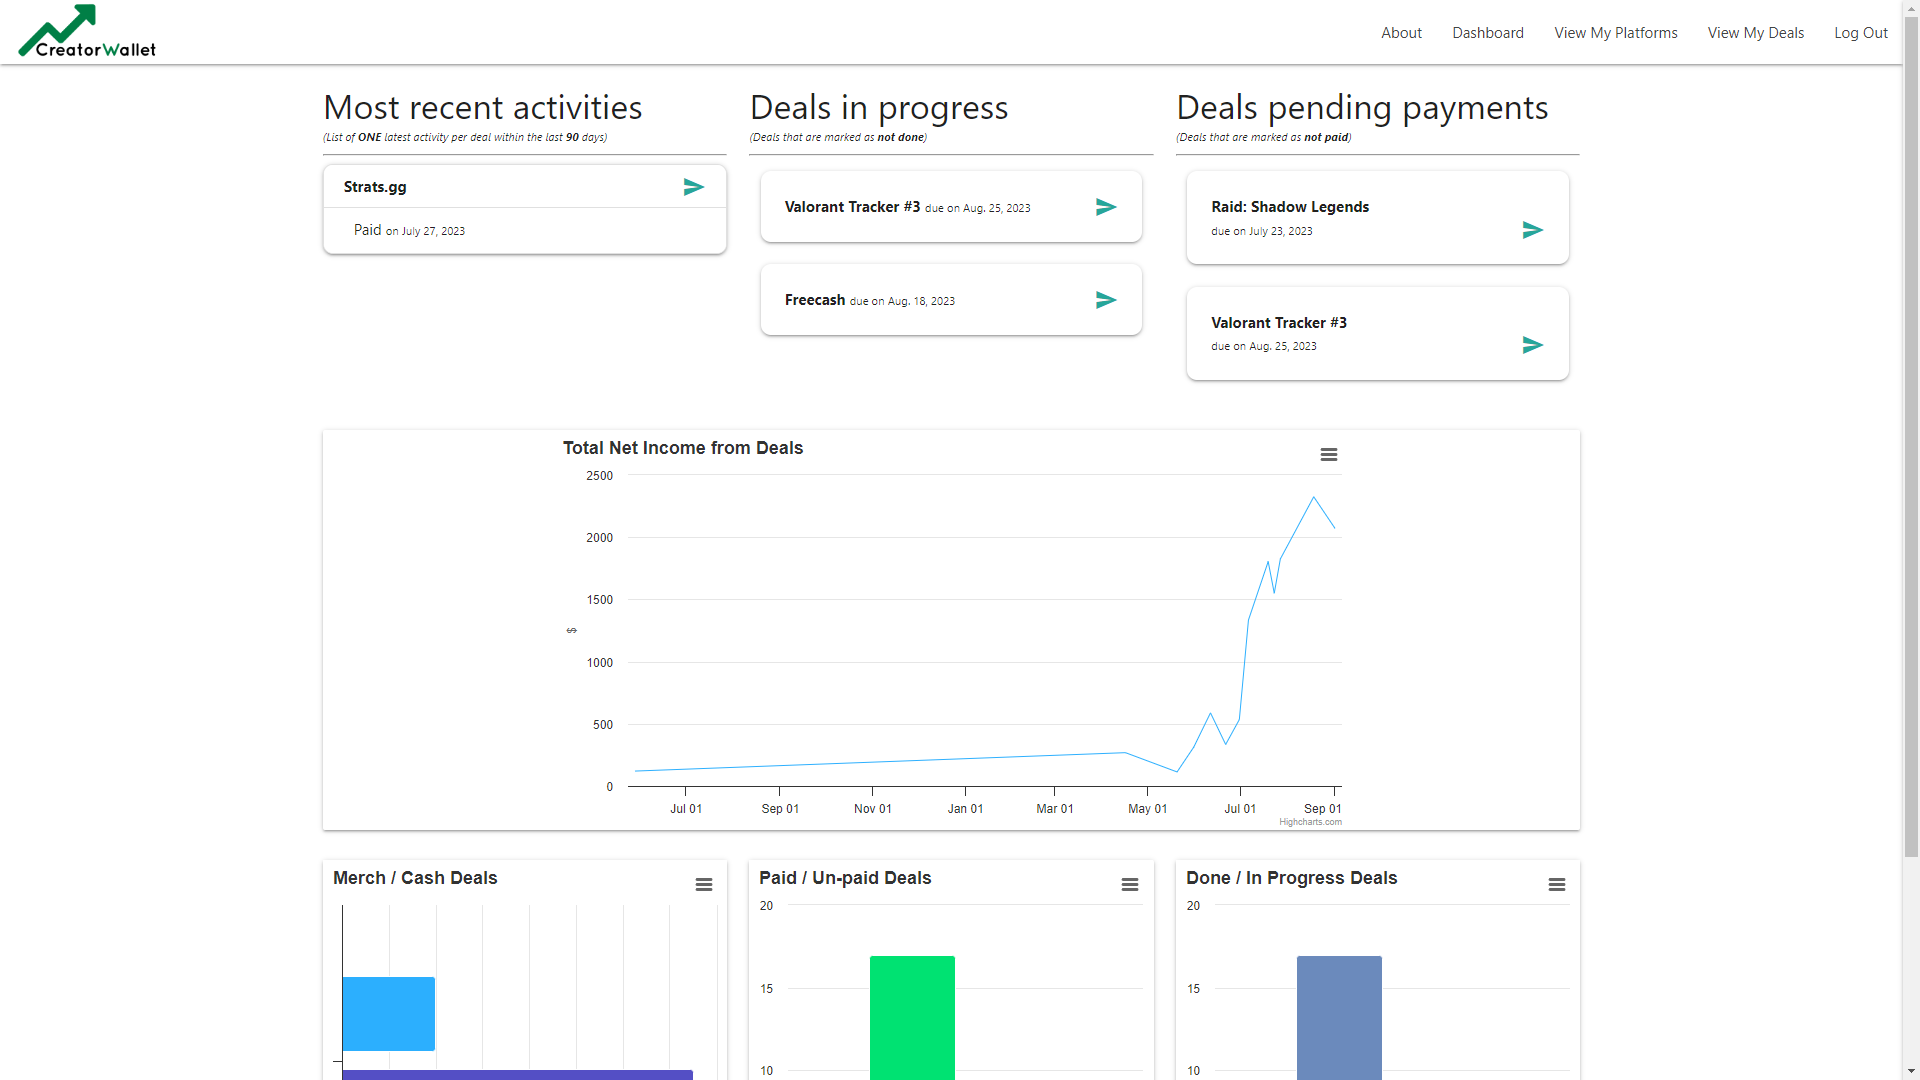 CreatorWallet
About
Dashboard
View My Platforms
View My Deals
Log Out
Most recent activities
(List of ONE latest activity per deal within the last 90 days)
Strats.gg
Paid on July 27, 2023
Deals in progress
(Deals that are marked as not done)
Valorant Tracker #3 due on Aug. 25, 2023
Freecash due on Aug. 18, 2023
Deals pending payments
(Deals that are marked as not paid)
Raid: Shadow Legends
due on July 23, 2023
Valorant Tracker #3
due on Aug. 25, 2023
Total Net Income from Deals
2500
2000
1500
$
1000
500
0
Jul 01
Sep 01
Nov 01
Jan 01
Mar 01
May 01
Jul 01
Sep 01
Highcharts.com
Merch / Cash Deals
Paid / Un-paid Deals
20
15
10
Done / In Progress Deals
20
15
10